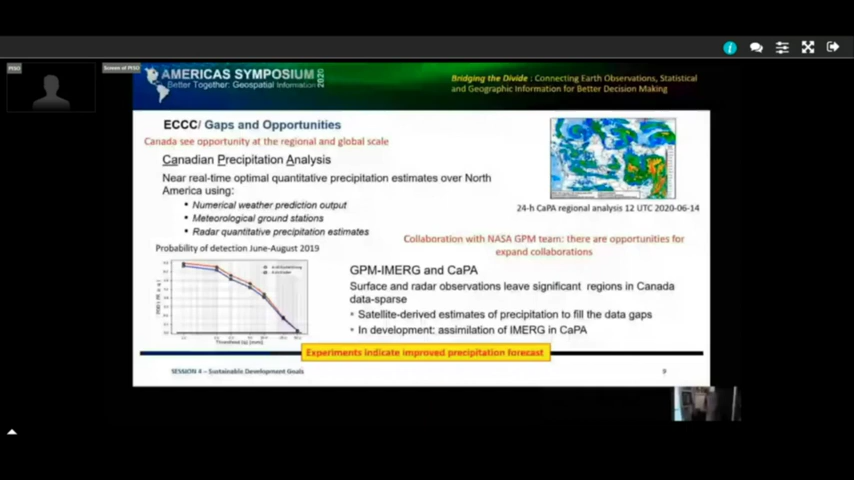 PISO
Screen of PISO
AMERICAS SYMPOSIUM 2020
Better Together: Geospatial Information
Bridging the Divide : Connecting Earth Observations, Statistical
and Geographic Information for Better Decision Making
ECCC/ Gaps and Opportunities
Canada see opportunity at the regional and global scale
Canadian Precipitation Analysis
Near real-time optimal quantitative precipitation estimates over North
America using:
Numerical weather prediction output
Meteorological ground stations
Radar quantitative precipitation estimates
24-h CaPA regional analysis 12 UTC 2020-06-14
Probability of detection June-August 2019
Collaboration with NASA GPM team: there are opportunities for
expand collaborations
GPM-IMERG and CaPA
Surface and radar observations leave significant regions in Canada
data-sparse
• Satellite-derived estimates of precipitation to fill the data gaps
• In development: assimilation of IMERG in CaPA
Experiments indicate improved precipitation forecast
SESSION 4 – Sustainable Development Goals
9